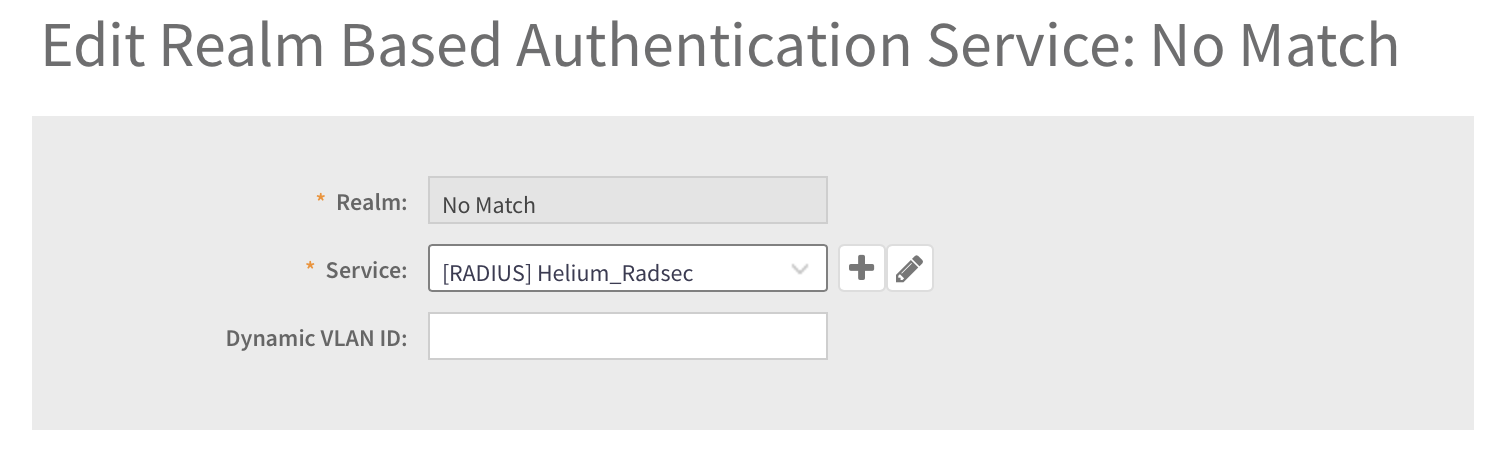 Edit Realm Based Authentication Service: No Match
* Realm: No Match
* Service: [RADIUS] Helium_Radsec
Dynamic VLAN ID: